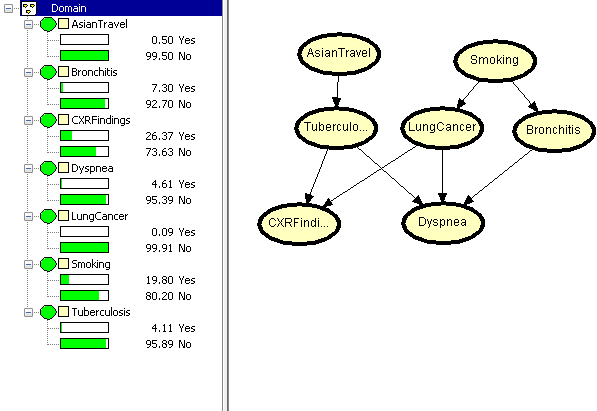 Domain
AsianTravel
0.50 Yes
99.50 No
Bronchitis
7.30 Yes
92.70 No
CXRFindings
26.37 Yes
73.63 No
Dyspnea
4.61 Yes
95.39 No
LungCancer
0.09 Yes
99.91 No
Smoking
19.80 Yes
80.20 No
Tuberculosis
4.11 Yes
95.89 No
AsianTravel
Smoking
Tuberculo...
LungCancer
Bronchitis
CXRFindi...
Dyspnea